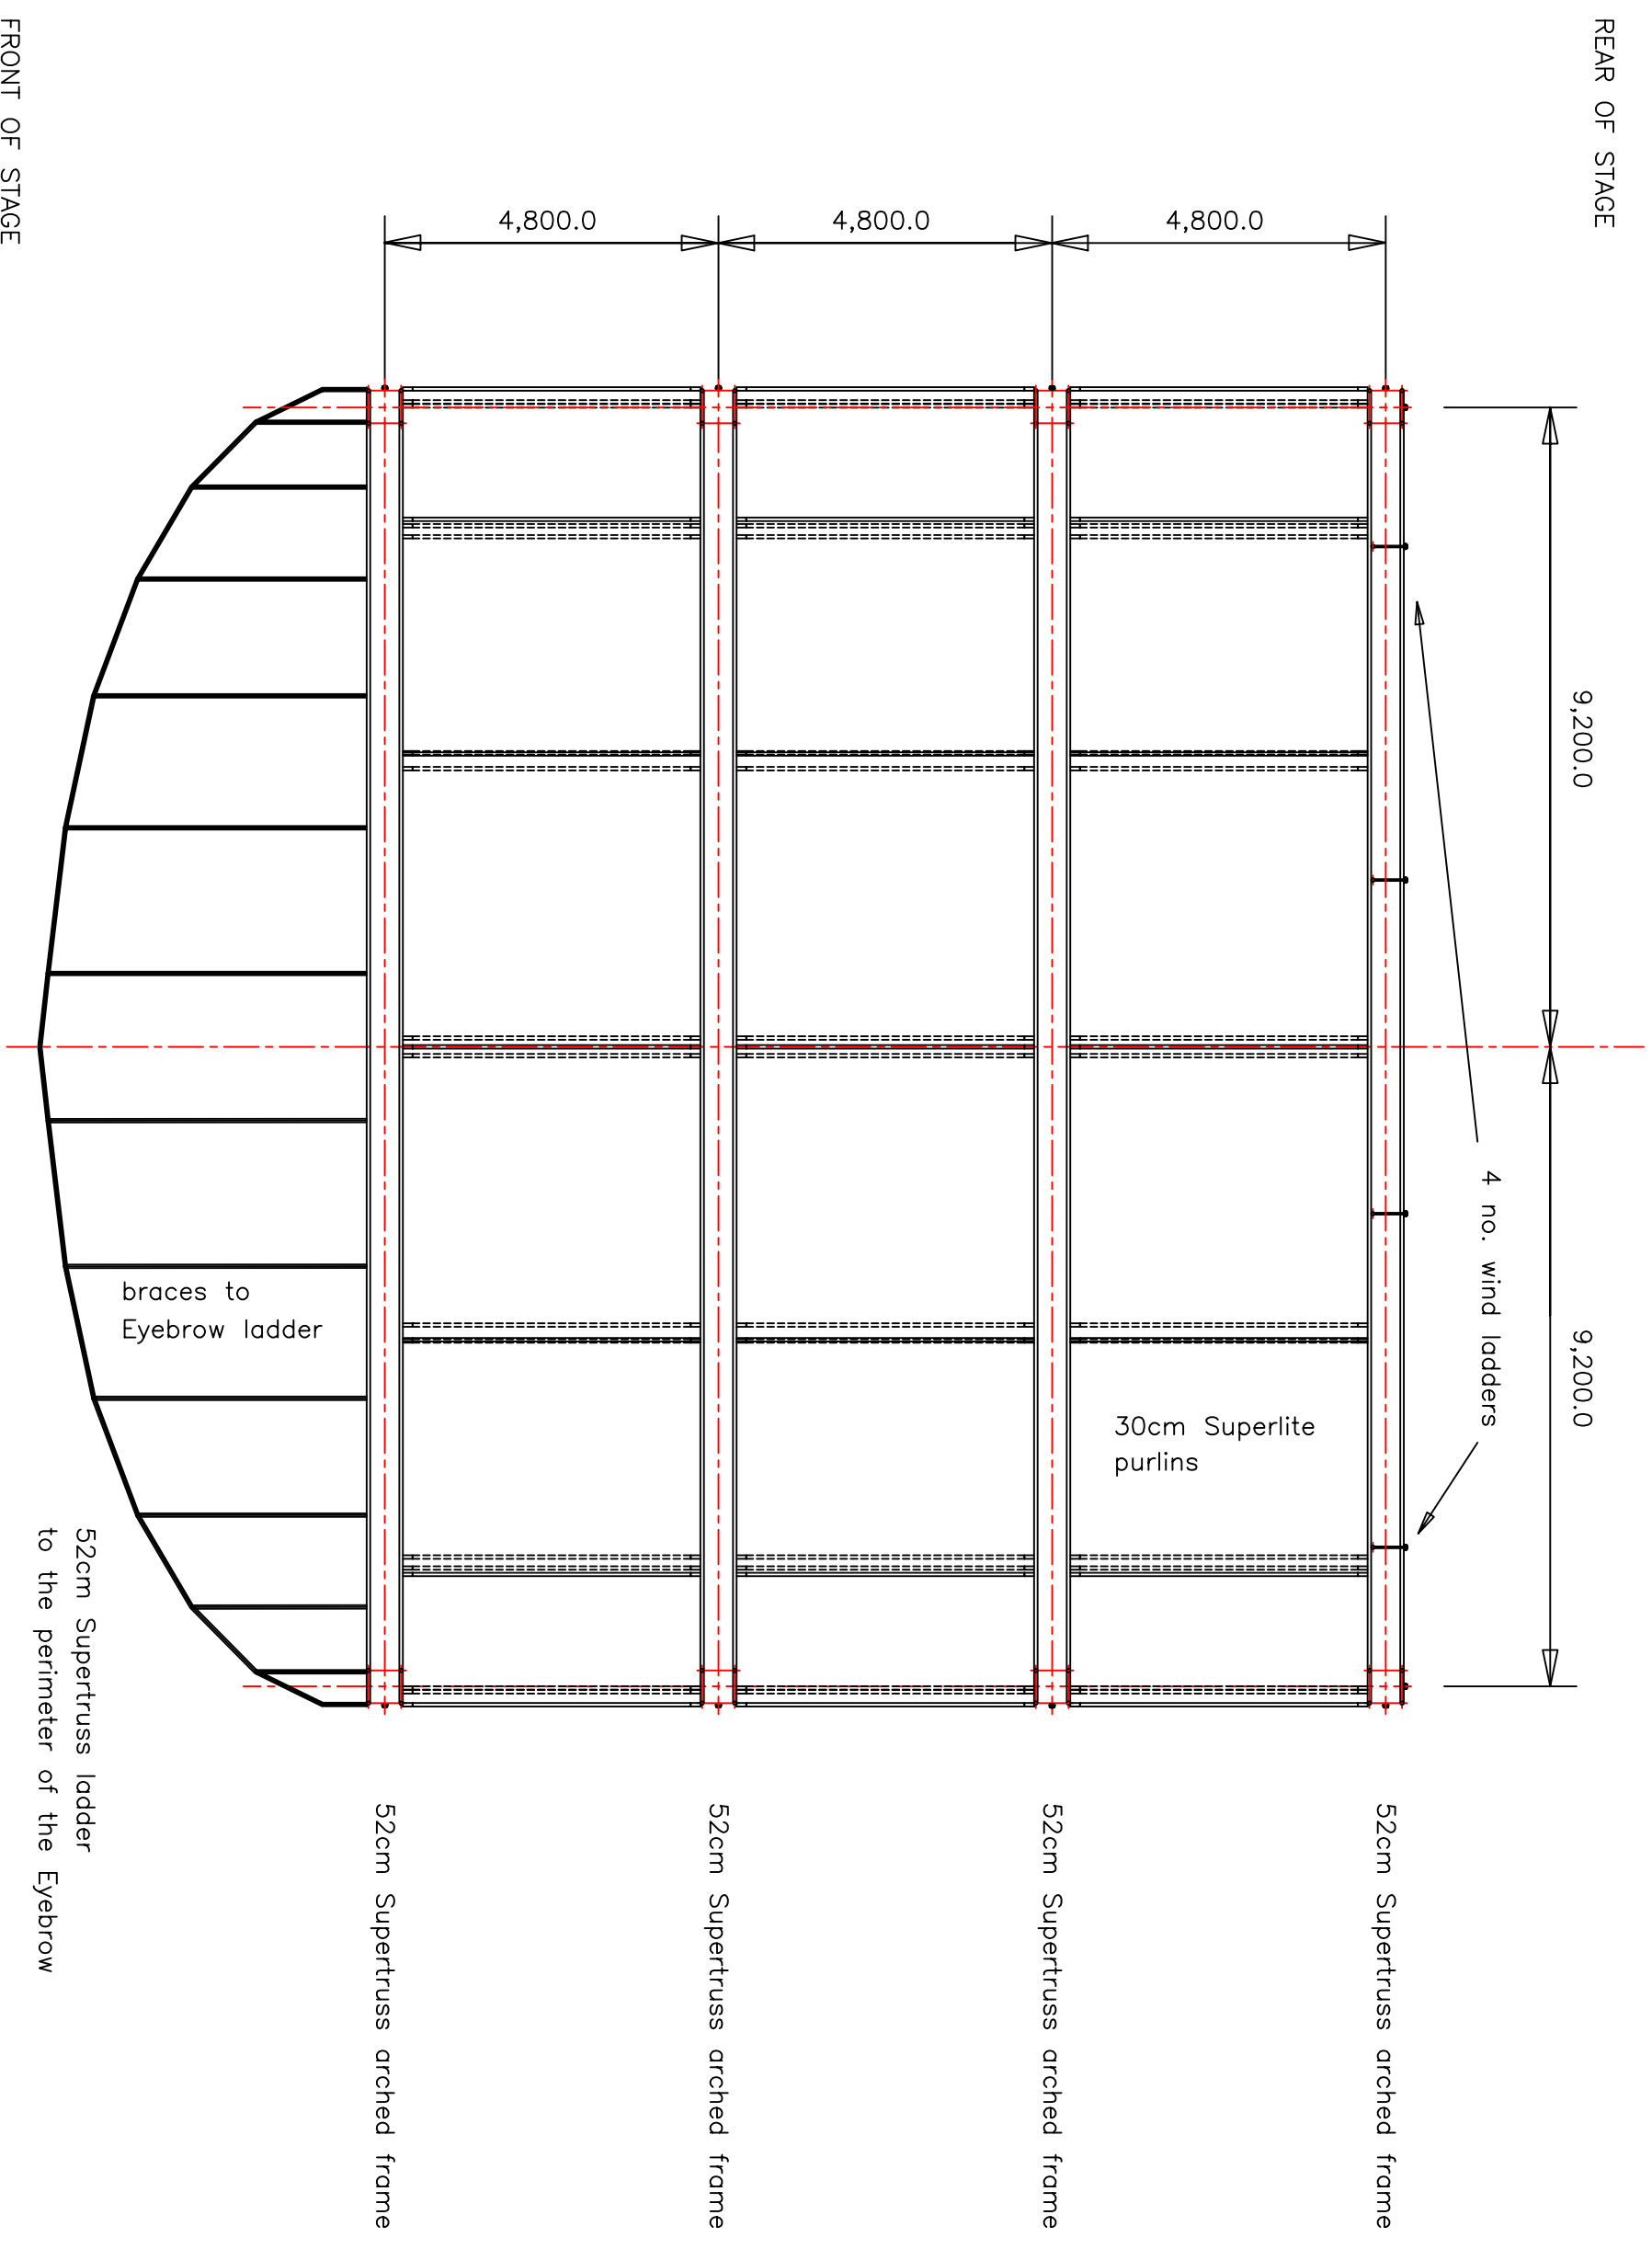 REAR OF STAGE
FRONT OF STAGE
4,800.0
4,800.0
4,800.0
9,200.0
9,200.0
4 no. wind ladders
braces to
Eyebrow ladder
30cm Superlite
purlins
52cm Supertruss ladder
to the perimeter of the Eyebrow
52cm Supertruss arched frame
52cm Supertruss arched frame
52cm Supertruss arched frame
52cm Supertruss arched frame